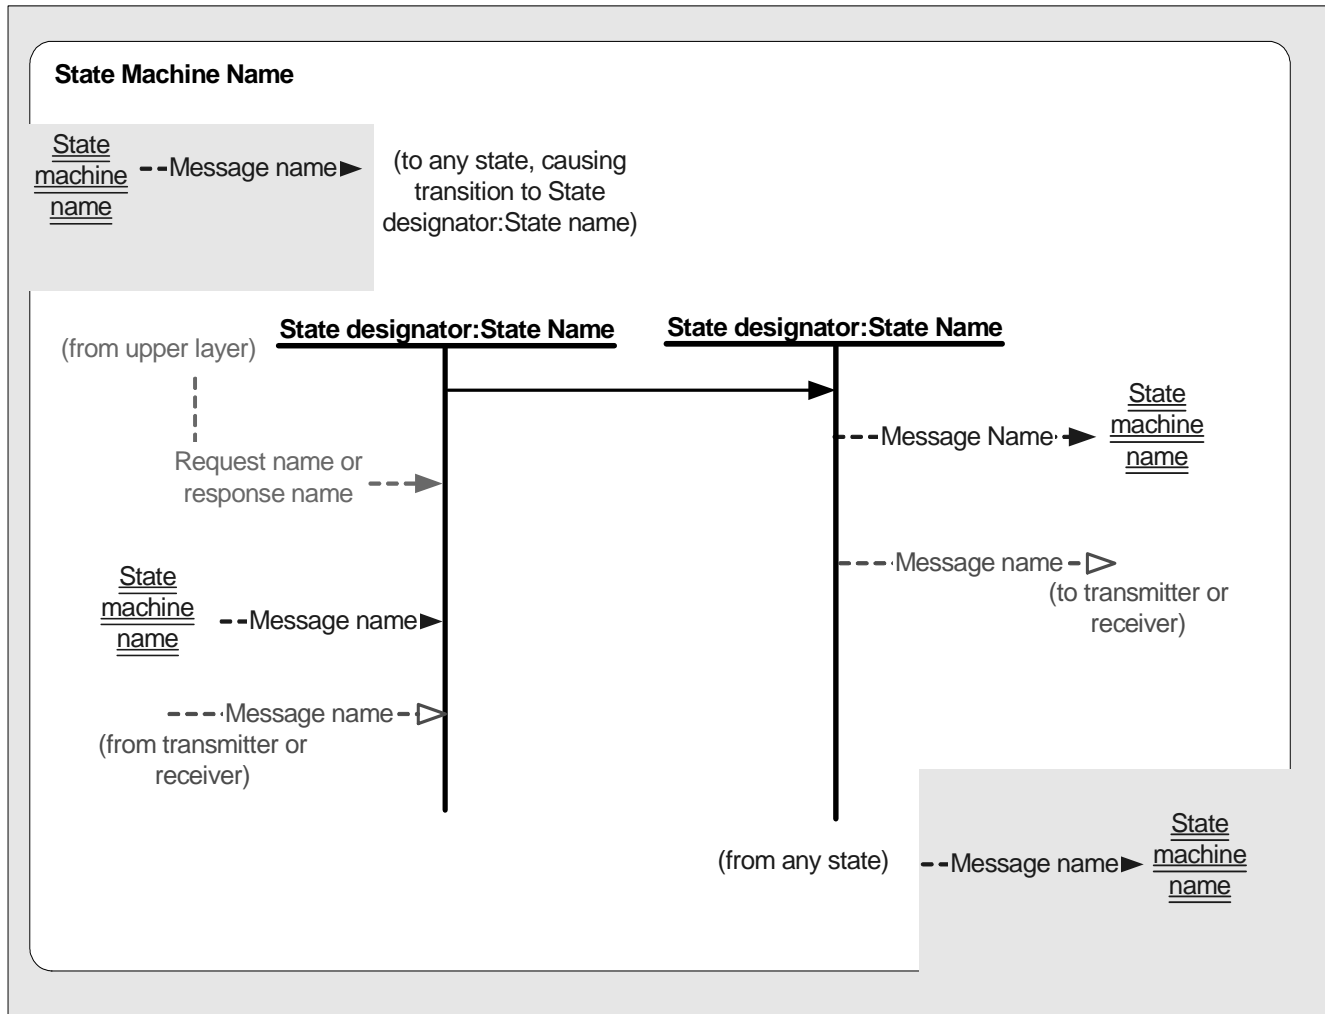 State Machine Name
State
machine
name
Message name
(to any state, causing
transition to State
designator:State name)
State designator:State Name
State designator:State Name
(from upper layer)
Request name or
response name
State
machine
name
Message name
Message name
(from transmitter or
receiver)
Message Name
State
machine
name
Message name
(to transmitter or
receiver)
(from any state)
Message name
State
machine
name